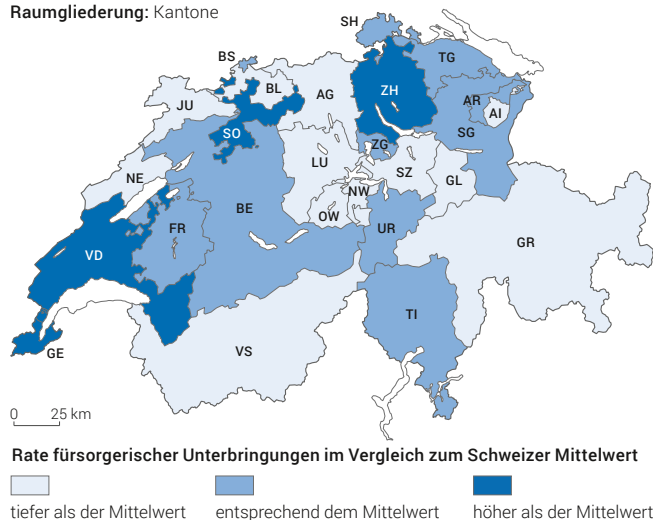 Raumgliederung: Kantone
SH
BS
TG
BL
ZH
AG
JU
AR
AI
SO
SG
ZG
LU
SZ
NE
GL
NW
BE
OW
FR
UR
GR
VD
TI
VS
GE
0 25 km
Rate fürsorgerischer Unterbringungen im Vergleich zum Schweizer Mittelwert
tiefer als der Mittelwert entsprechend dem Mittelwert höher als der Mittelwert